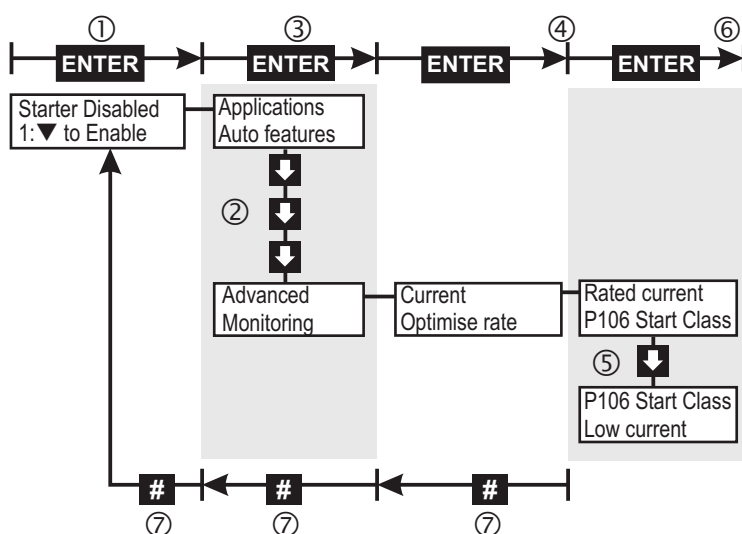 ① ③ ④ ⑥
ENTER ENTER ENTER ENTER
Starter Disabled
1:▼ to Enable
Applications
Auto features
②
Advanced
Monitoring
Current
Optimise rate
Rated current
P106 Start Class
⑤
P106 Start Class
Low current
# # #
⑦ ⑦ ⑦